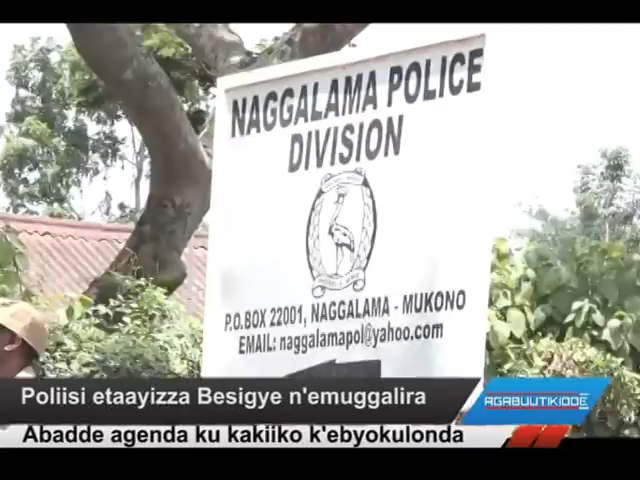 NAGGALAMA POLICE
DIVISION
P.O.BOX 22001, NAGGALAMA - MUKONO
EMAIL: naggalamapol@yahoo.com
Poliisi etaayizza Besigye n'emuggalira
AGABUUTIKIDDE
Abadde agenda ku kakiiko k'ebyokulonda